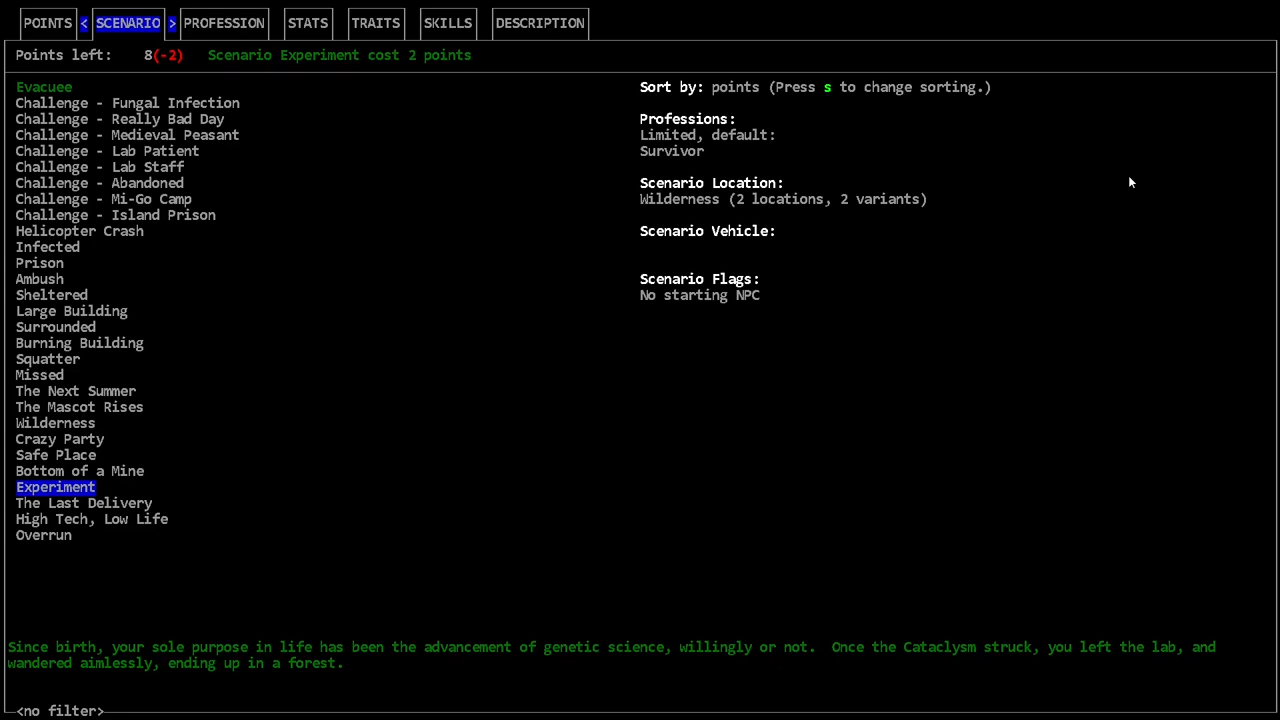 POINTS < SCENARIO > PROFESSION STATS TRAITS SKILLS DESCRIPTION
Points left: 8(-2) Scenario Experiment cost 2 points
Evacuee
Challenge - Fungal Infection
Challenge - Really Bad Day
Challenge - Medieval Peasant
Challenge - Lab Patient
Challenge - Lab Staff
Challenge - Abandoned
Challenge - Mi-Go Camp
Challenge - Island Prison
Helicopter Crash
Infected
Prison
Ambush
Sheltered
Large Building
Surrounded
Burning Building
Squatter
Missed
The Next Summer
The Mascot Rises
Wilderness
Crazy Party
Safe Place
Bottom of a Mine
Experiment
The Last Delivery
High Tech, Low Life
Overrun
Sort by: points (Press s to change sorting.)
Professions:
Limited, default:
Survivor
Scenario Location:
Wilderness (2 locations, 2 variants)
Scenario Vehicle:
Scenario Flags:
No starting NPC
Since birth, your sole purpose in life has been the advancement of genetic science, willingly or not.  Once the Cataclysm struck, you left the lab, and
wandered aimlessly, ending up in a forest.
<no filter>